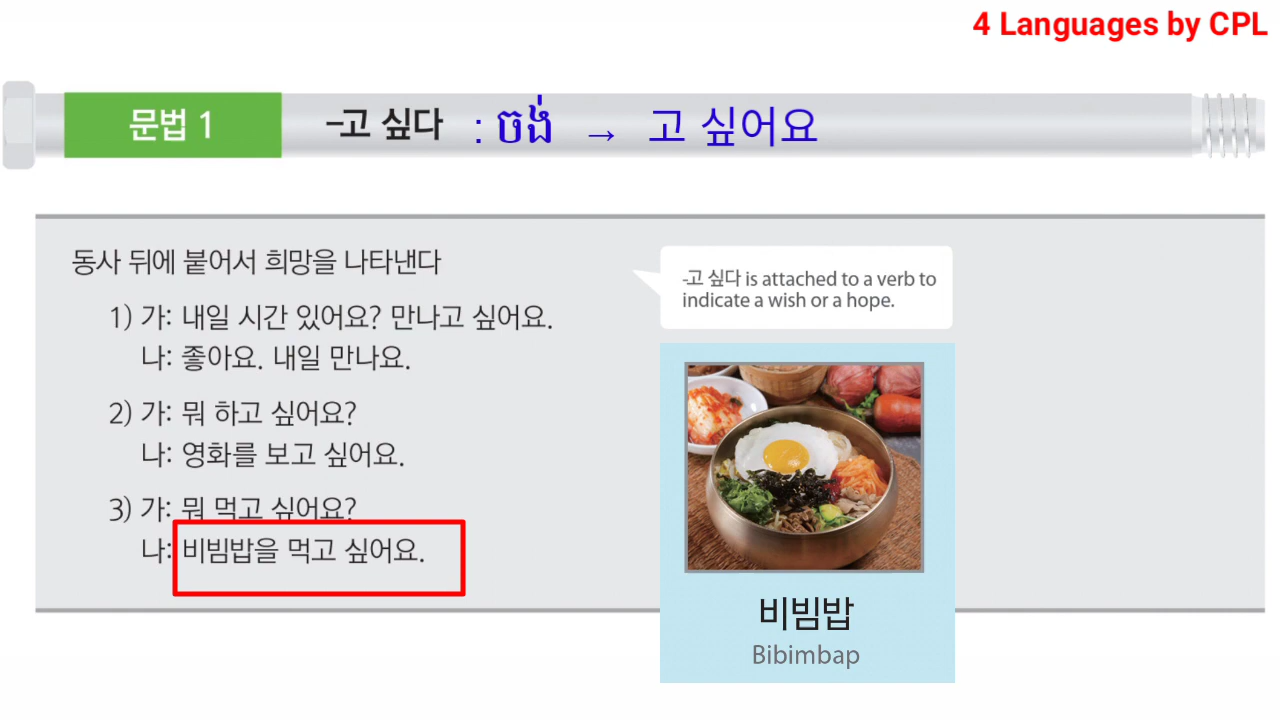 4 Languages by CPL
문법 1 -고 싶다 : ចង់ → 고 싶어요
동사 뒤에 붙어서 희망을 나타낸다
-고 싶다 is attached to a verb to
indicate a wish or a hope.
1) 가: 내일 시간 있어요? 만나고 싶어요.
나: 좋아요. 내일 만나요.
2) 가: 뭐 하고 싶어요?
나: 영화를 보고 싶어요.
3) 가: 뭐 먹고 싶어요?
나: 비빔밥을 먹고 싶어요.
비빔밥
Bibimbap